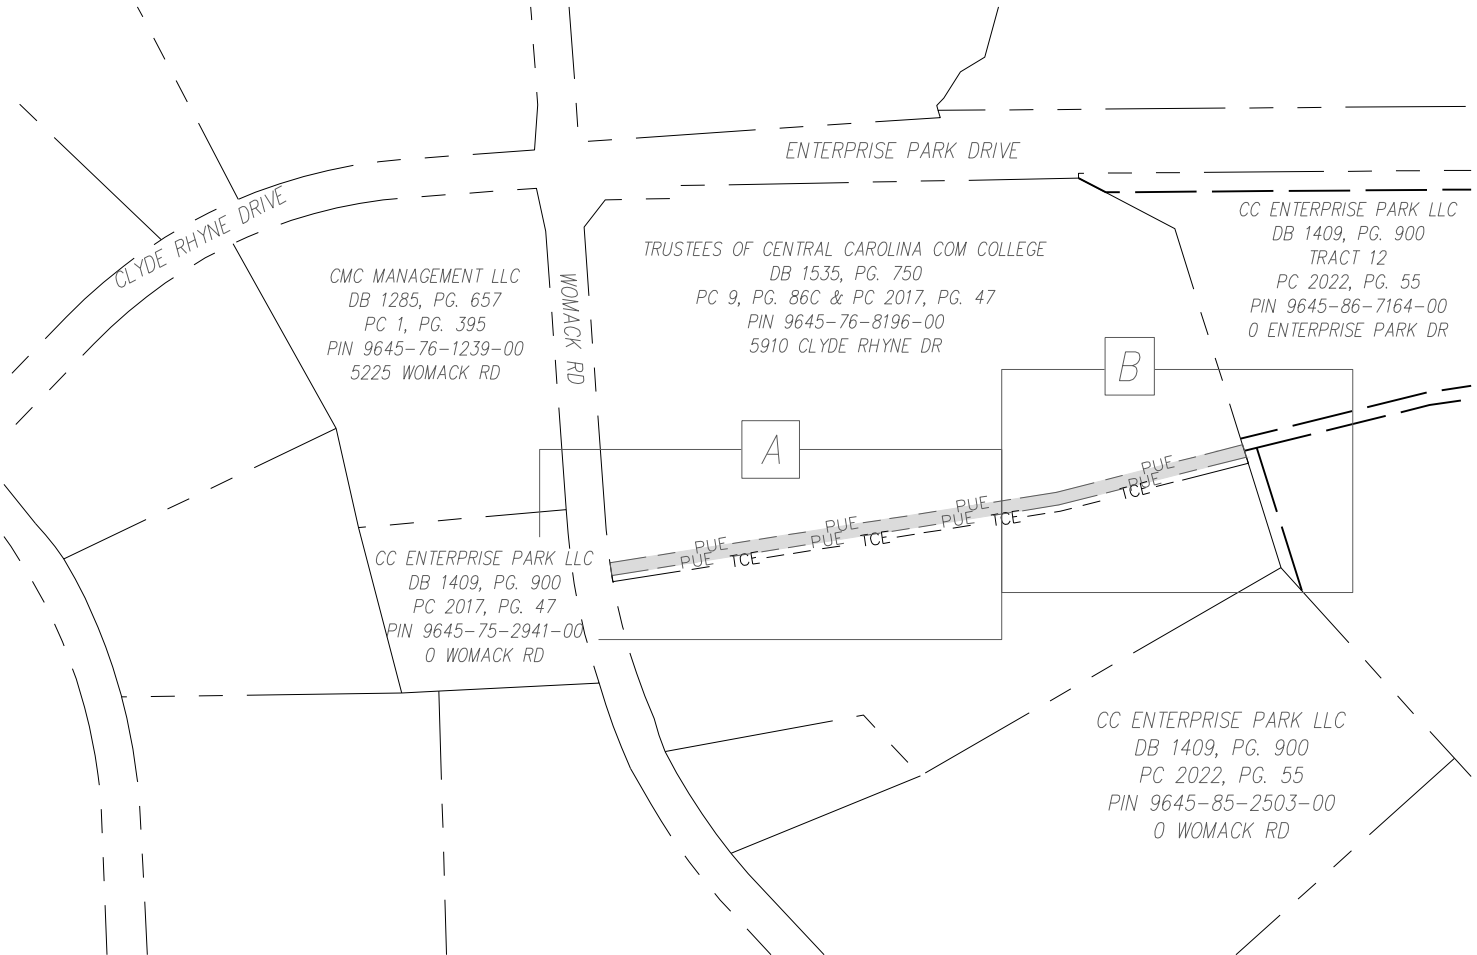 ENTERPRISE PARK DRIVE
CLYDE RHYNE DRIVE
CMC MANAGEMENT LLC
DB 1285, PG. 657
PC 1, PG. 395
PIN 9645-76-1239-00
5225 WOMACK RD
WOMACK RD
TRUSTEES OF CENTRAL CAROLINA COM COLLEGE
DB 1535, PG. 750
PC 9, PG. 86C & PC 2017, PG. 47
PIN 9645-76-8196-00
5910 CLYDE RHYNE DR
CC ENTERPRISE PARK LLC
DB 1409, PG. 900
TRACT 12
PC 2022, PG. 55
PIN 9645-86-7164-00
0 ENTERPRISE PARK DR
B
A
PUE
PUE
PUE
PUE
PUE
PUE
PUE
PUE
TCE
TCE
TCE
TCE
CC ENTERPRISE PARK LLC
DB 1409, PG. 900
PC 2017, PG. 47
PIN 9645-75-2941-00
0 WOMACK RD
CC ENTERPRISE PARK LLC
DB 1409, PG. 900
PC 2022, PG. 55
PIN 9645-85-2503-00
0 WOMACK RD